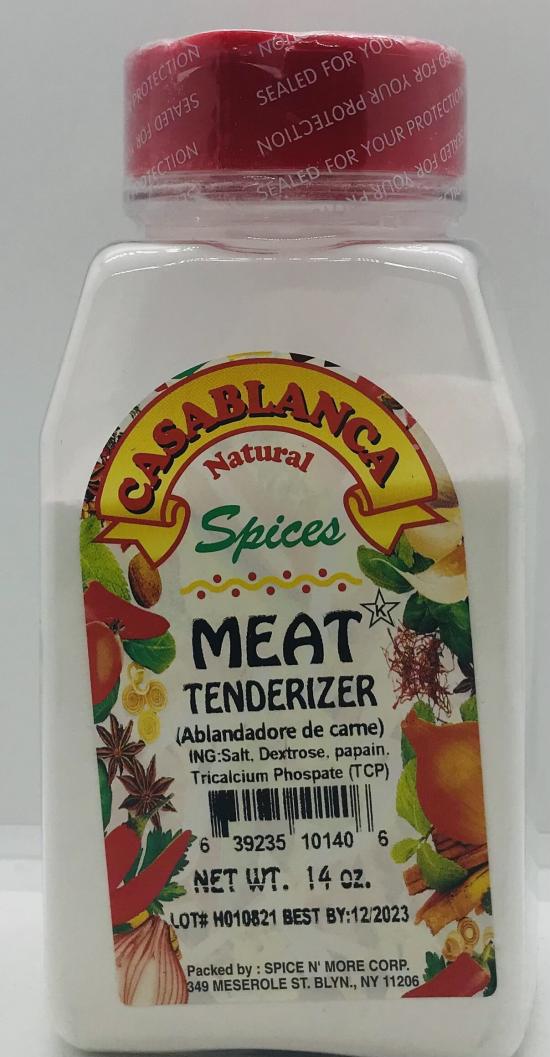 SEALED FOR YOUR PROTECTION
SEALED FOR YOUR PROTECTION
CASABLANCA
Natural
Spices
MEAT
K
TENDERIZER
(Ablandadore de carne)
ING:Salt, Dextrose, papain.
Tricalcium Phospate (TCP)
6 39235 10140 6
NET WT. 14 oz.
LOT# H010821 BEST BY:12/2023
Packed by : SPICE N' MORE CORP.
349 MESEROLE ST. BLYN., NY 11206